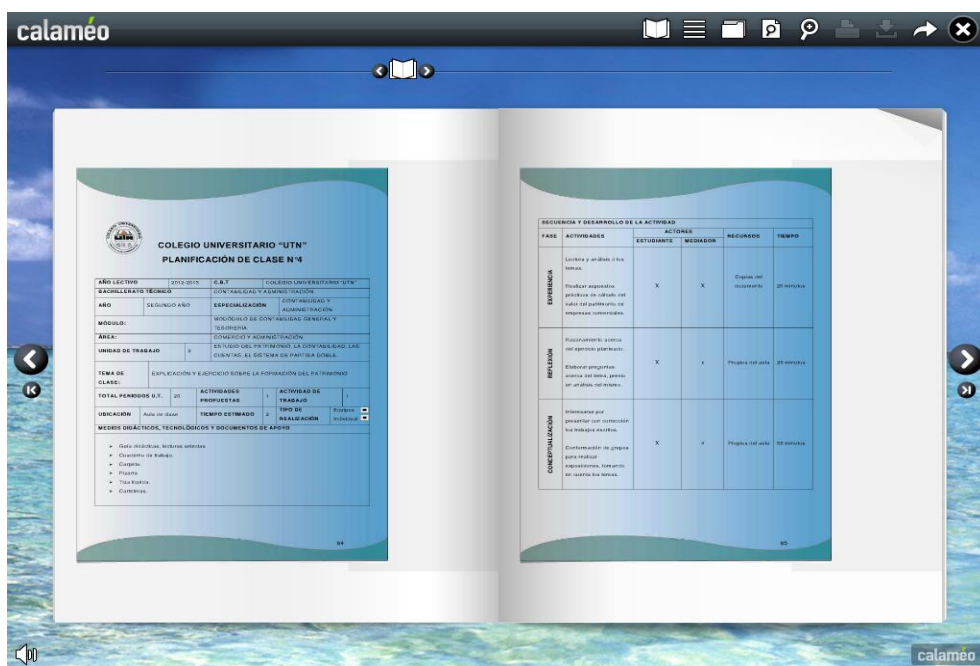 calaméo
COLEGIO UNIVERSITARIO "UTN"
PLANIFICACIÓN DE CLASE N°4
AÑO LECTIVO 2012-2013 C.B.T COLEGIO UNIVERSITARIO "UTN"
BACHILLERATO TÉCNICO CONTABILIDAD Y ADMINISTRACIÓN
AÑO SEGUNDO AÑO ESPECIALIZACIÓN CONTABILIDAD Y
ADMINISTRACIÓN
MÓDULO: CONTABILIDAD GENERAL Y
TESORERÍA
ÁREA: COMERCIO Y ADMINISTRACIÓN
UNIDAD DE TRABAJO ESTUDIO DEL PATRIMONIO, LA CONTABILIDAD, LAS
CUENTAS, EL SISTEMA DE PARTIDA DOBLE.
TEMA DE
CLASE: EXPLICACIÓN Y EJERCICIO SOBRE LA FORMACIÓN DEL PATRIMONIO
TOTAL PERIODOS U.T. 20 ACTIVIDADES
PROPUESTAS 1 ACTIVIDAD DE
TRABAJO 1
UBICACIÓN Aula de clase TIEMPO ESTIMADO 2 TIPO DE
REALIZACIÓN Individual
MEDIOS DIDÁCTICOS, TECNOLÓGICOS Y DOCUMENTOS DE APOYO
➤ Guía didácticas, lecturas selectas
➤ Cuaderno de trabajo.
➤ Carpeta.
➤ Pizarra
➤ Tiza líquida.
➤ Carteleras.
64
SECUENCIA Y DESARROLLO DE LA ACTIVIDAD
FASE ACTIVIDADES ACTORES RECURSOS TIEMPO
ESTUDIANTE MEDIADOR
EXPERIENCIA
Lectura y análisis de los
temas.
Realizar supuestos
prácticos de cálculo del
valor del patrimonio de
empresas comerciales.
X X
Copias del
documento
20 minutos
REFLEXIÓN
Razonamiento acerca
del ejercicio planteado.
Elaborar preguntas
acerca del tema, previo
un análisis del mismo.
X x Propios del aula
CONCEPTUALIZACIÓN
Interesarse por
presentar con corrección
los trabajos escritos.
Conformación de grupos
para realizar
exposiciones, tomando
en cuenta los temas.
X x Propios del aula
65
calaméo